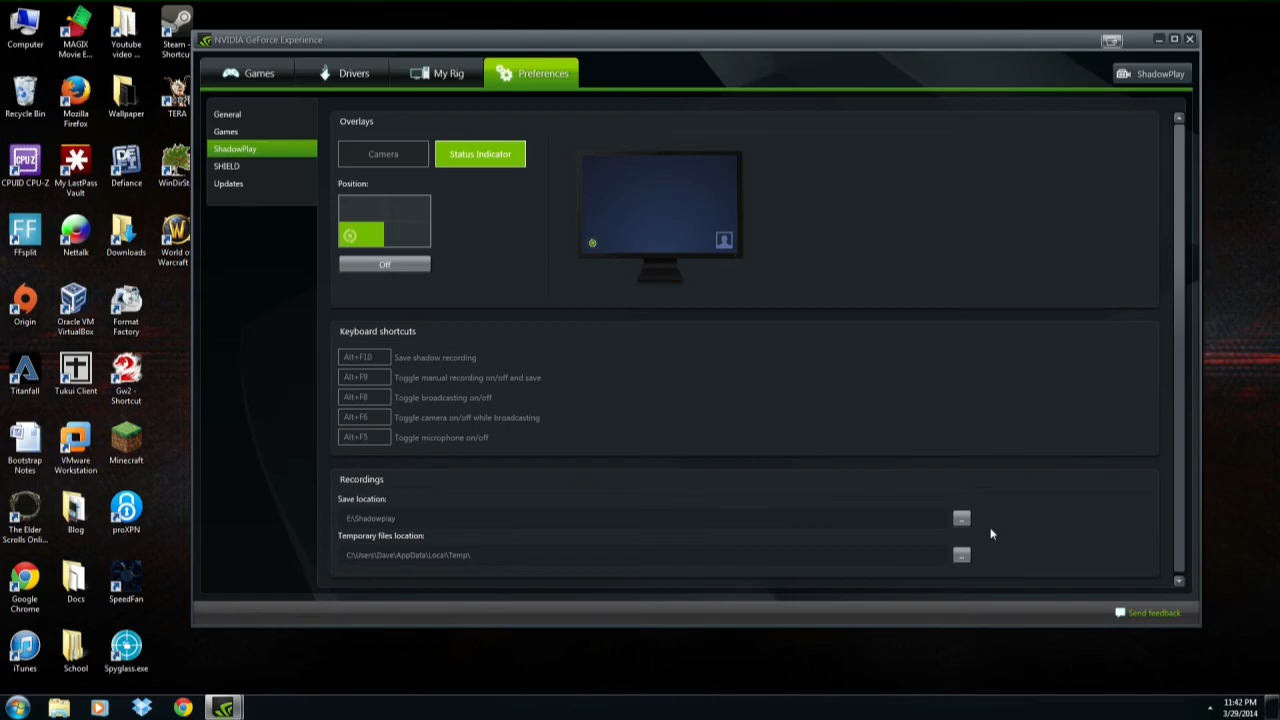 Computer
MAGIX
Movie E...
Youtube
video ...
Steam -
Shortcut
Recycle Bin
Mozilla
Firefox
Wallpaper
TERA
CPUID CPU-Z
My LastPass
Vault
Defiance
WinDirSt
FFsplit
Nettalk
Downloads
World of
Warcraft
Origin
Oracle VM
VirtualBox
Format
Factory
Titanfall
Tukui Client
Gw2 -
Shortcut
Bootstrap
Notes
VMware
Workstation
Minecraft
The Elder
Scrolls Onli...
Blog
proXPN
Google
Chrome
Docs
SpeedFan
iTunes
School
Spyglass.exe
NVIDIA GeForce Experience
Games
Drivers
My Rig
Preferences
ShadowPlay
General
Games
ShadowPlay
SHIELD
Updates
Overlays
Camera
Status Indicator
Position:
Off
Keyboard shortcuts
Alt+F10 Save shadow recording
Alt+F9 Toggle manual recording on/off and save
Alt+F8 Toggle broadcasting on/off
Alt+F6 Toggle camera on/off while broadcasting
Alt+F5 Toggle microphone on/off
Recordings
Save location:
E:\Shadowplay
...
Temporary files location:
C:\Users\Dave\AppData\Local\Temp\
...
Send feedback
11:42 PM
3/29/2014